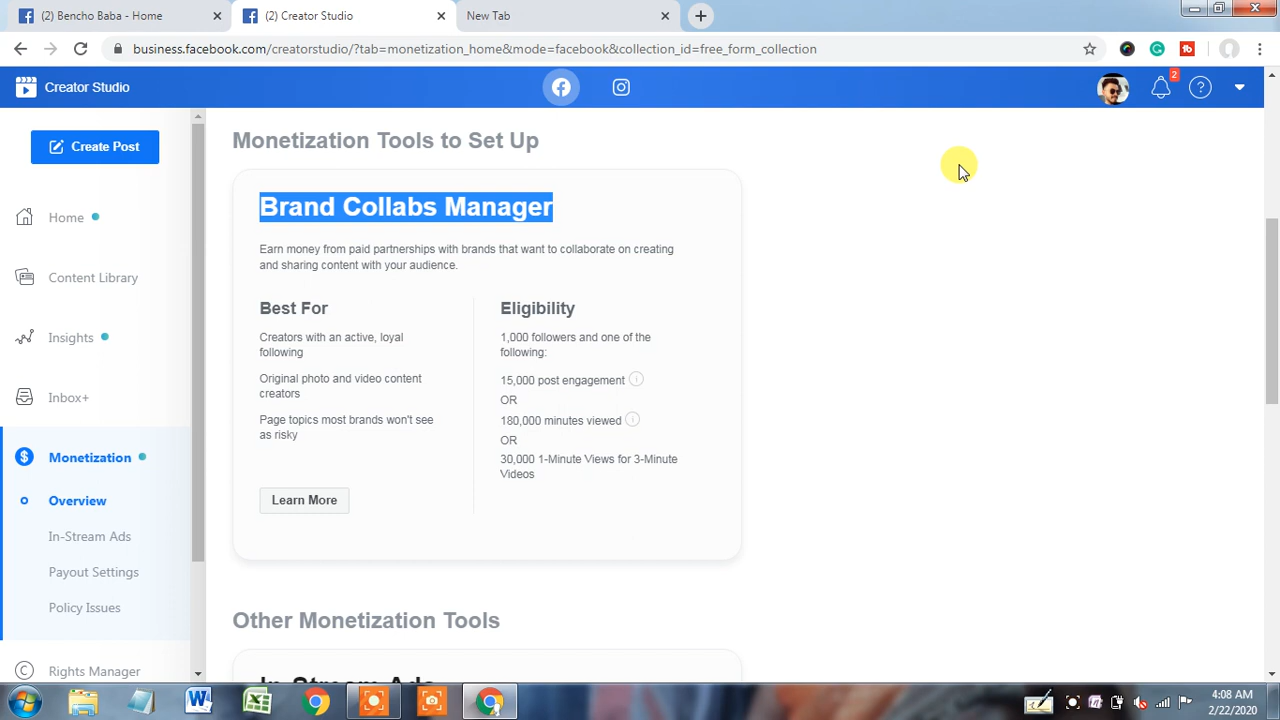 (2) Bencho Baba - Home
(2) Creator Studio
New Tab
business.facebook.com/creatorstudio/?tab=monetization_home&mode=facebook&collection_id=free_form_collection
Creator Studio
2
Create Post
Home
Content Library
Insights
Inbox+
Monetization
Overview
In-Stream Ads
Payout Settings
Policy Issues
Rights Manager
Monetization Tools to Set Up
Brand Collabs Manager
Earn money from paid partnerships with brands that want to collaborate on creating
and sharing content with your audience.
Best For
Creators with an active, loyal
following
Original photo and video content
creators
Page topics most brands won't see
as risky
Learn More
Eligibility
1,000 followers and one of the
following:
15,000 post engagement
OR
180,000 minutes viewed
OR
30,000 1-Minute Views for 3-Minute
Videos
Other Monetization Tools
In-Stream Ads
4:08 AM
2/22/2020